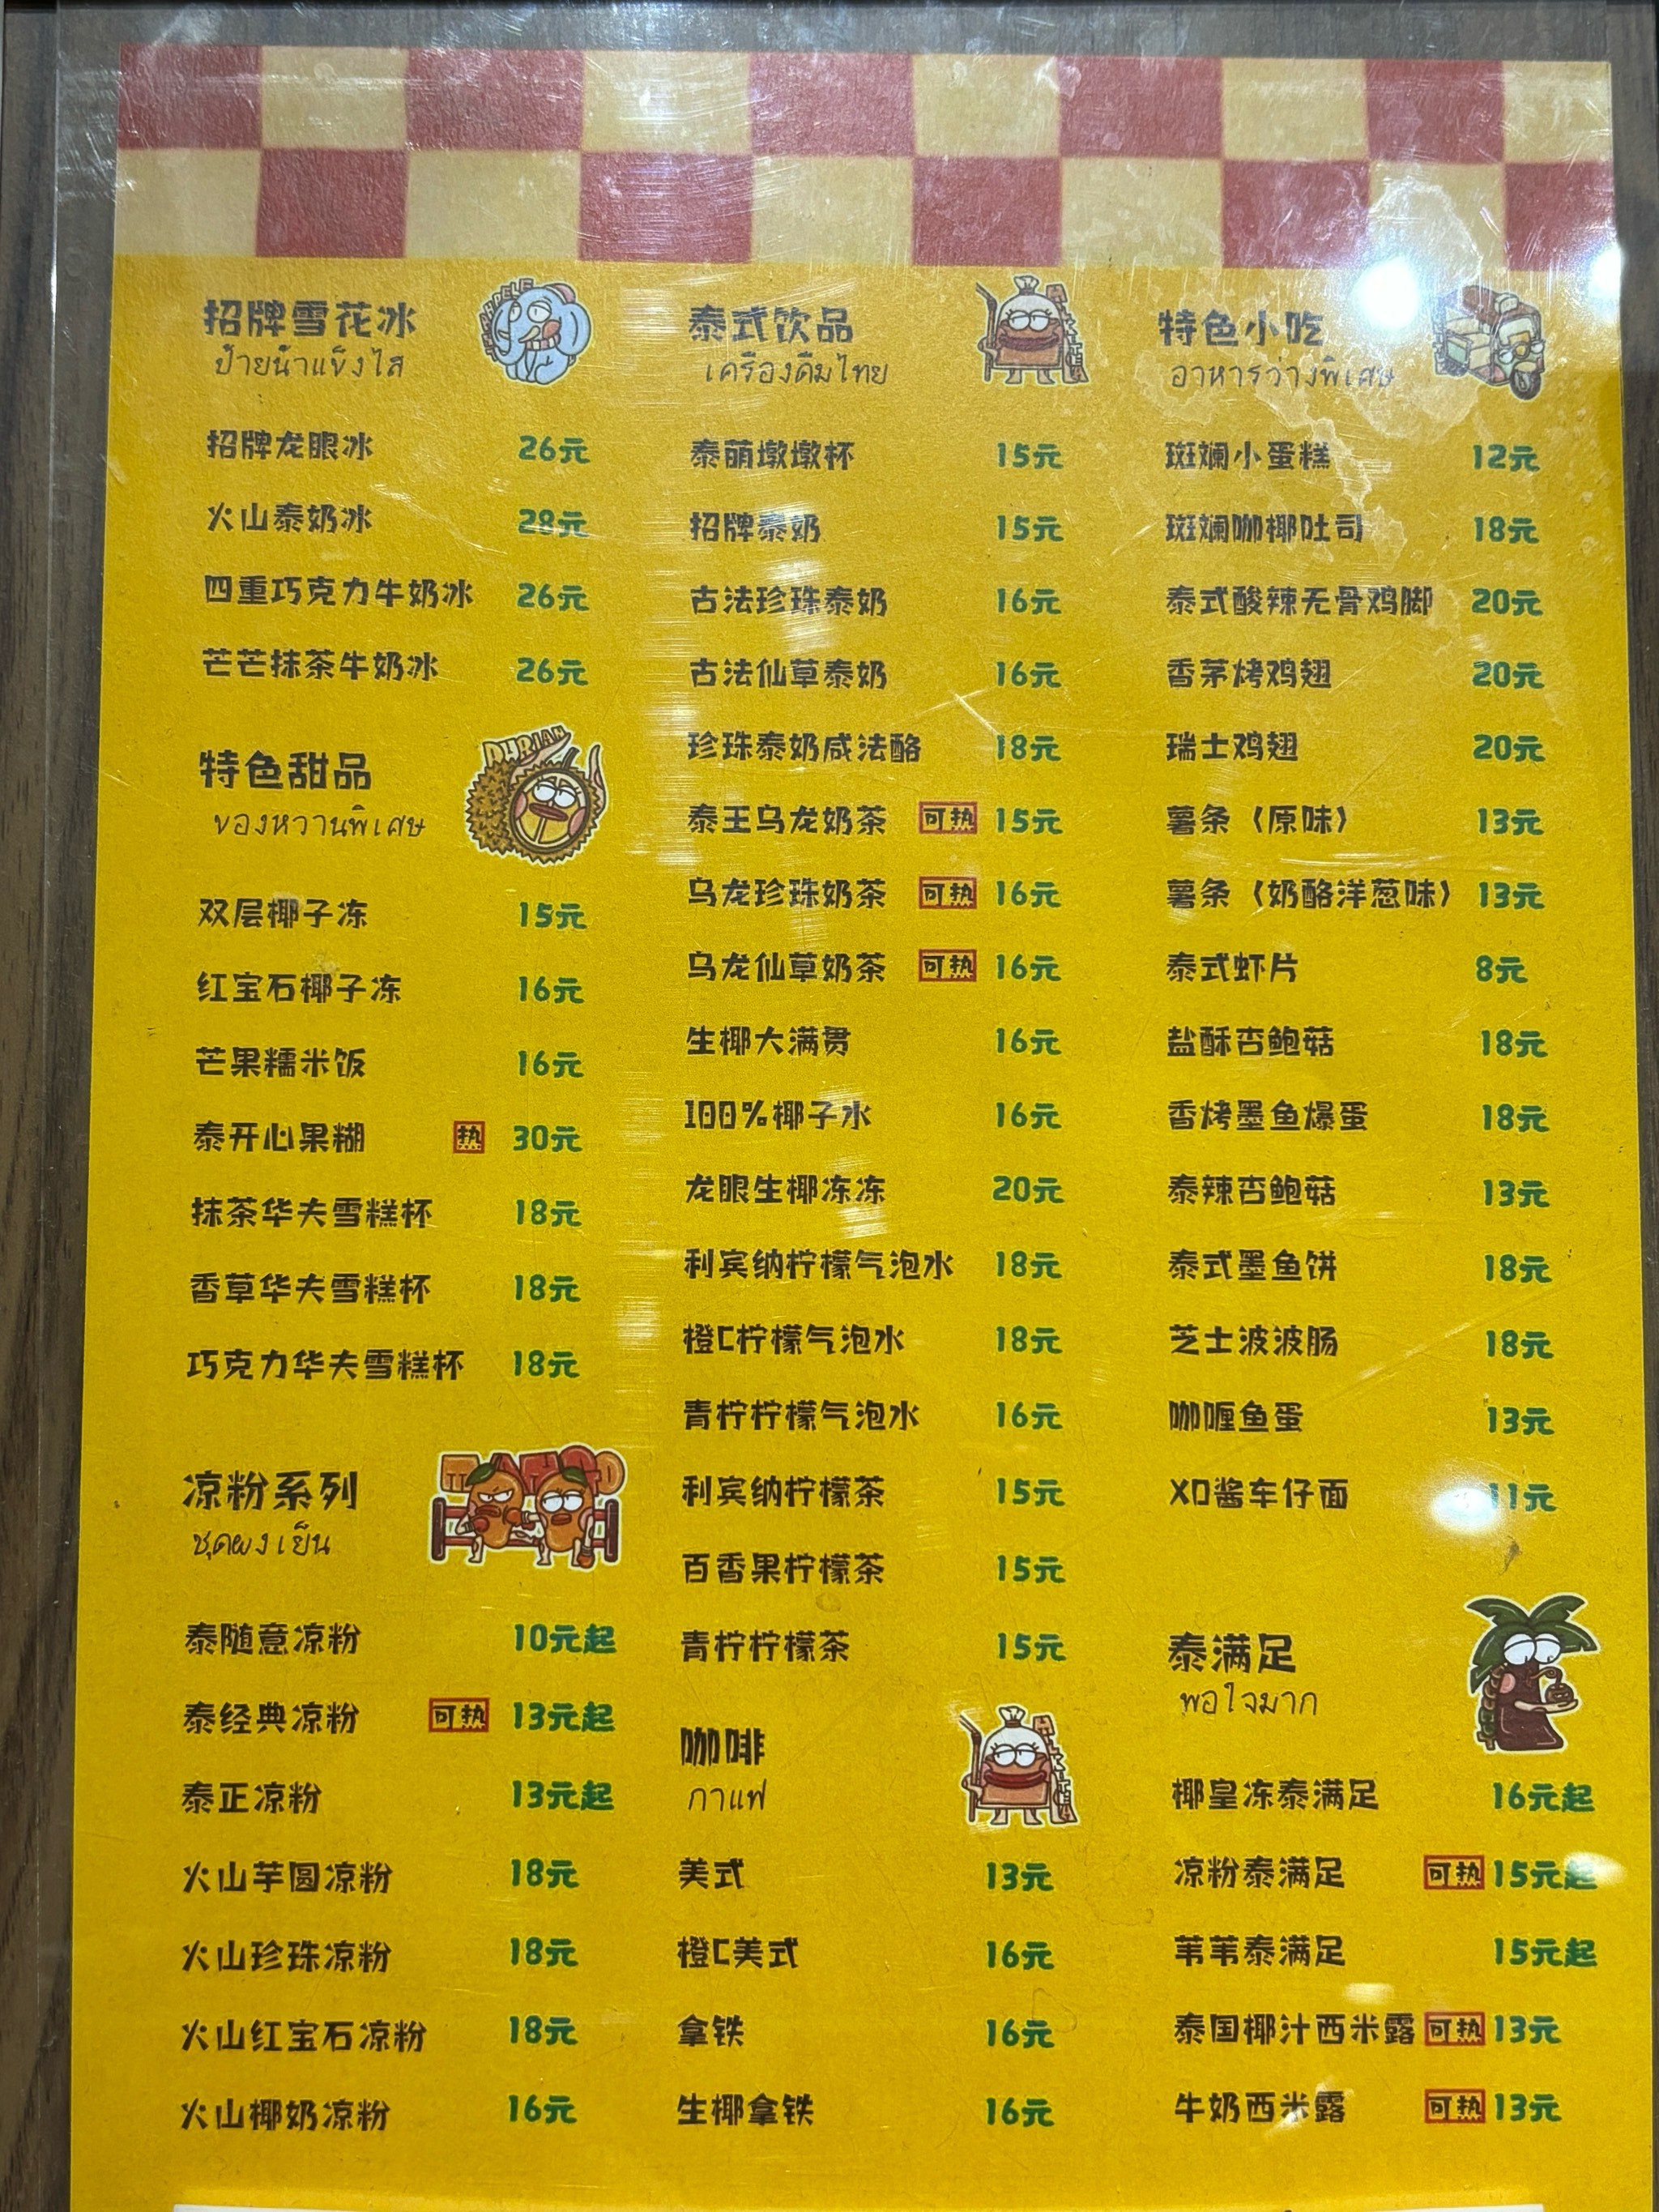 招牌雪花冰
ป้ายน้ำแข็งไส
招牌龙眼冰 26元
火山泰奶冰 28元
四重巧克力牛奶冰 26元
芒芒抹茶牛奶冰 26元
特色甜品
ของหวานพิเศษ
DURIAN
双层椰子冻 15元
红宝石椰子冻 16元
芒果糯米饭 16元
泰开心果糊 热 30元
抹茶华夫雪糕杯 18元
香草华夫雪糕杯 18元
巧克力华夫雪糕杯 18元
凉粉系列
ชุดผงเย็น
泰随意凉粉 10元起
泰经典凉粉 可热 13元起
泰正凉粉 13元起
火山芋圆凉粉 18元
火山珍珠凉粉 18元
火山红宝石凉粉 18元
火山椰奶凉粉 16元
泰式饮品
เครื่องดื่มไทย
泰萌墩墩杯 15元
招牌泰奶 15元
古法珍珠泰奶 16元
古法仙草泰奶 16元
珍珠泰奶咸法酪 18元
泰王乌龙奶茶 可热 15元
乌龙珍珠奶茶 可热 16元
乌龙仙草奶茶 可热 16元
生椰大满贯 16元
100%椰子水 16元
龙眼生椰冻冻 20元
利宾纳柠檬气泡水 18元
橙C柠檬气泡水 18元
青柠柠檬气泡水 16元
利宾纳柠檬茶 15元
百香果柠檬茶 15元
青柠柠檬茶 15元
咖啡
กาแฟ
美式 13元
橙C美式 16元
拿铁 16元
生椰拿铁 16元
特色小吃
อาหารว่างพิเศษ
斑斓小蛋糕 12元
斑斓咖椰吐司 18元
泰式酸辣无骨鸡脚 20元
香茅烤鸡翅 20元
瑞士鸡翅 20元
薯条（原味） 13元
薯条（奶酪洋葱味） 13元
泰式虾片 8元
盐酥杏鲍菇 18元
香烤墨鱼爆蛋 18元
泰辣杏鲍菇 13元
泰式墨鱼饼 18元
芝士波波肠 18元
咖喱鱼蛋 13元
XO酱车仔面 11元
泰满足
พอใจมาก
椰皇冻泰满足 16元起
凉粉泰满足 可热 15元起
苇苇泰满足 15元起
泰国椰汁西米露 可热 13元
牛奶西米露 可热 13元